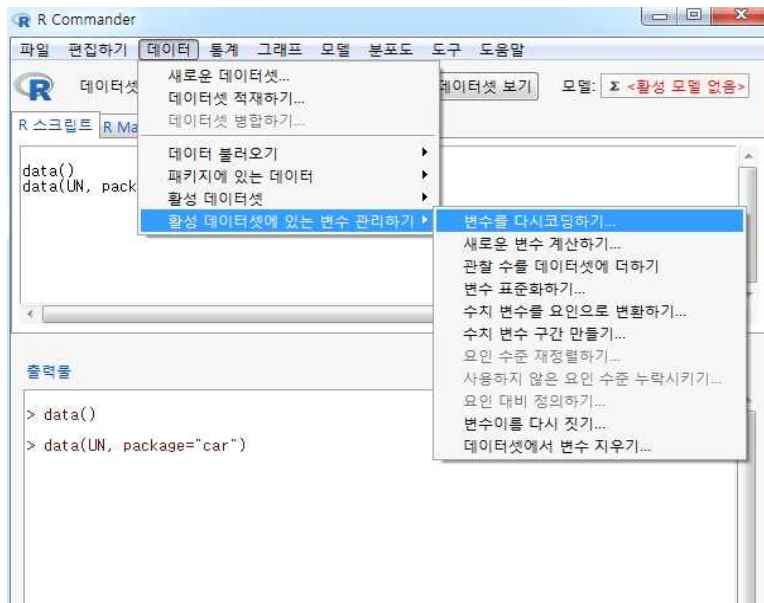 R Commander
파일 편집하기 데이터 통계 그래프 모델 분포도 도구 도움말
데이터셋
데이터셋 보기
모델: Σ <활성 모델 없음>
R 스크립트 R Ma
data()
data(UN, pack
새로운 데이터셋...
데이터셋 적재하기...
데이터셋 병합하기...
데이터 불러오기
패키지에 있는 데이터
활성 데이터셋
활성 데이터셋에 있는 변수 관리하기
변수를 다시코딩하기...
새로운 변수 계산하기...
관찰 수를 데이터셋에 더하기
변수 표준화하기...
수치 변수를 요인으로 변환하기...
수치 변수 구간 만들기...
요인 수준 재정렬하기...
사용하지 않은 요인 수준 누락시키기...
요인 대비 정의하기...
변수이름 다시 짓기...
데이터셋에서 변수 지우기...
출력물
> data()
> data(UN, package="car")